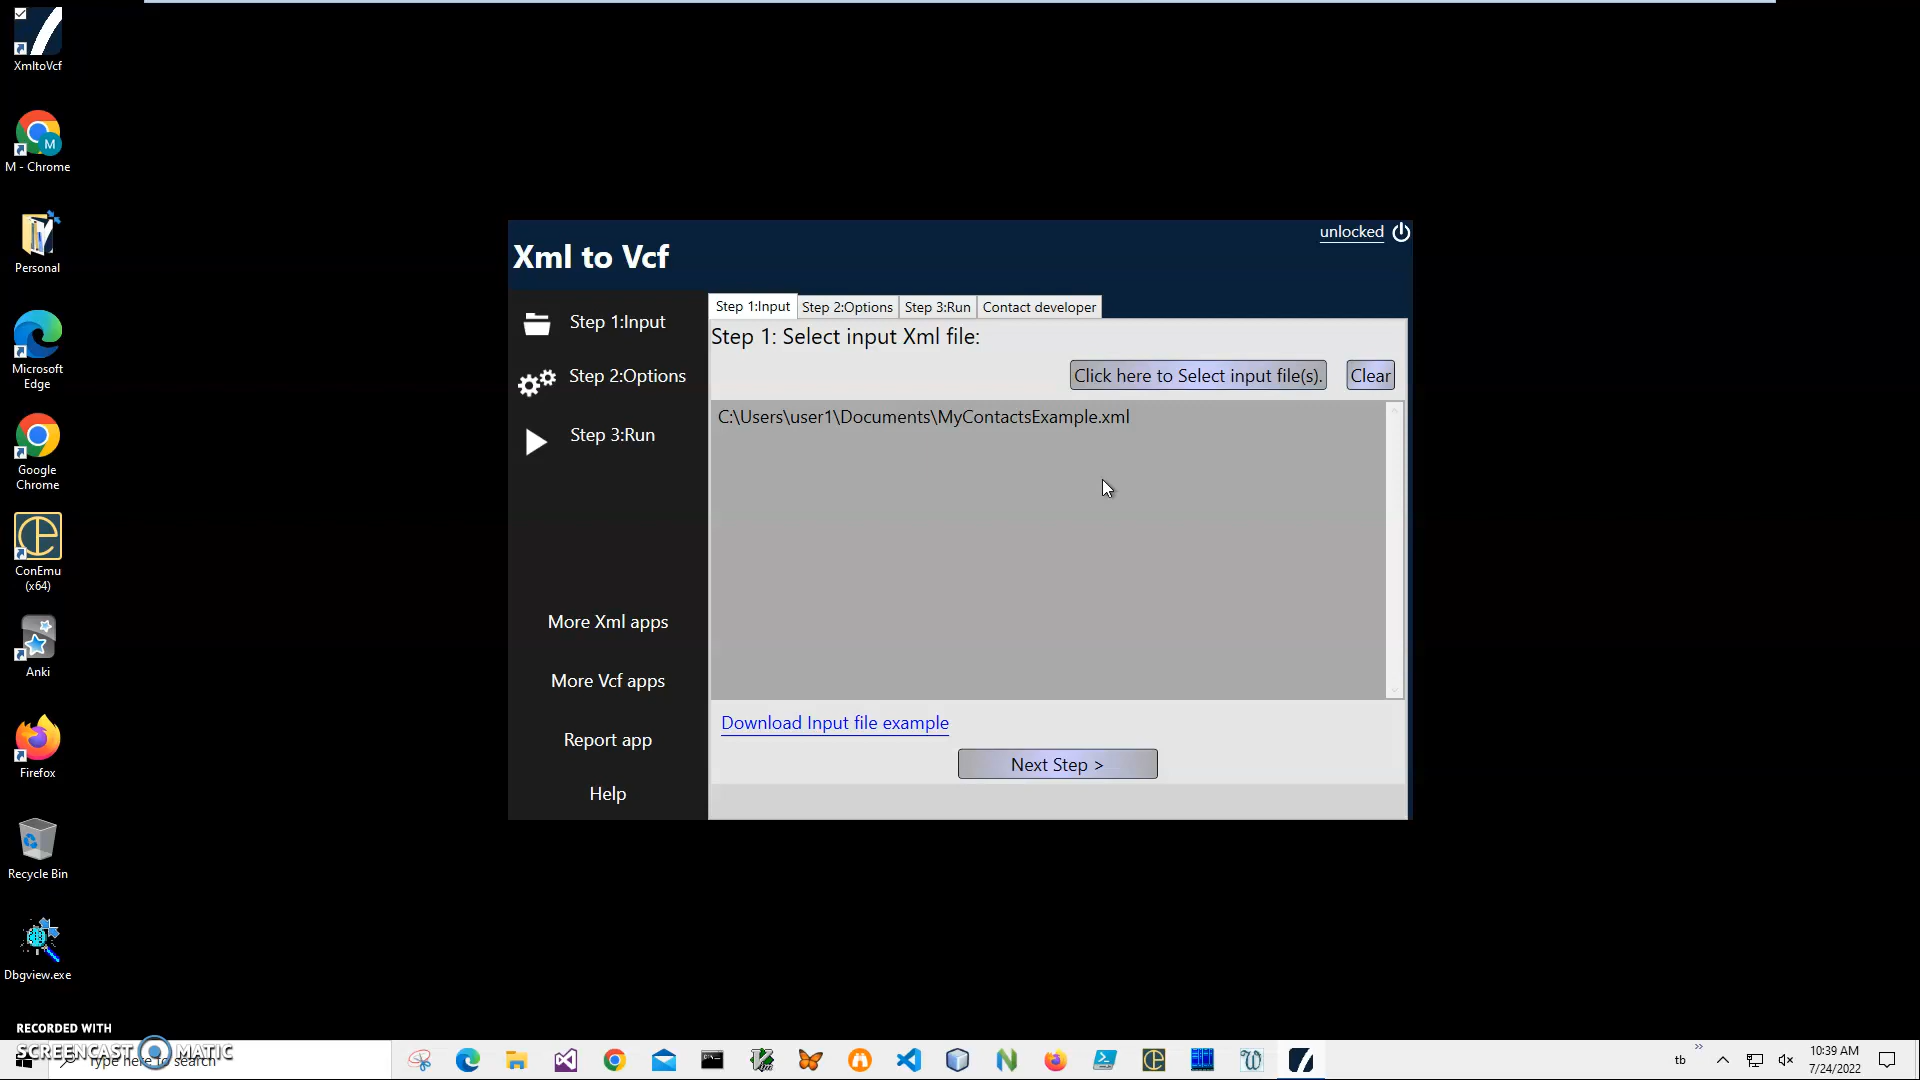 XmltoVcf
M - Chrome
Personal
Microsoft
Edge
Google
Chrome
ConEmu
(x64)
Anki
Firefox
Recycle Bin
Dbgview.exe
unlocked
Xml to Vcf
Step 1:Input
Step 2:Options
Step 3:Run
More Xml apps
More Vcf apps
Report app
Help
Step 1:Input
Step 2:Options
Step 3:Run
Contact developer
Step 1: Select input Xml file:
Click here to Select input file(s).
Clear
C:\Users\user1\Documents\MyContactsExample.xml
Download Input file example
Next Step >
RECORDED WITH
SCREENCAST MATIC
Type here to search
tb
10:39 AM
7/24/2022